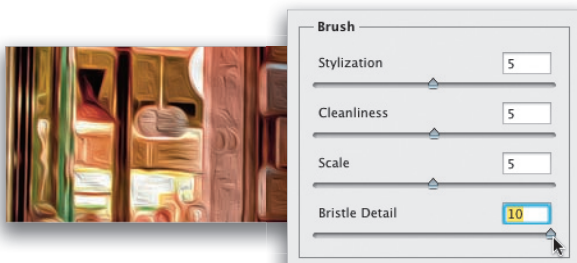 Brush
Stylization 5
Cleanliness 5
Scale 5
Bristle Detail 10